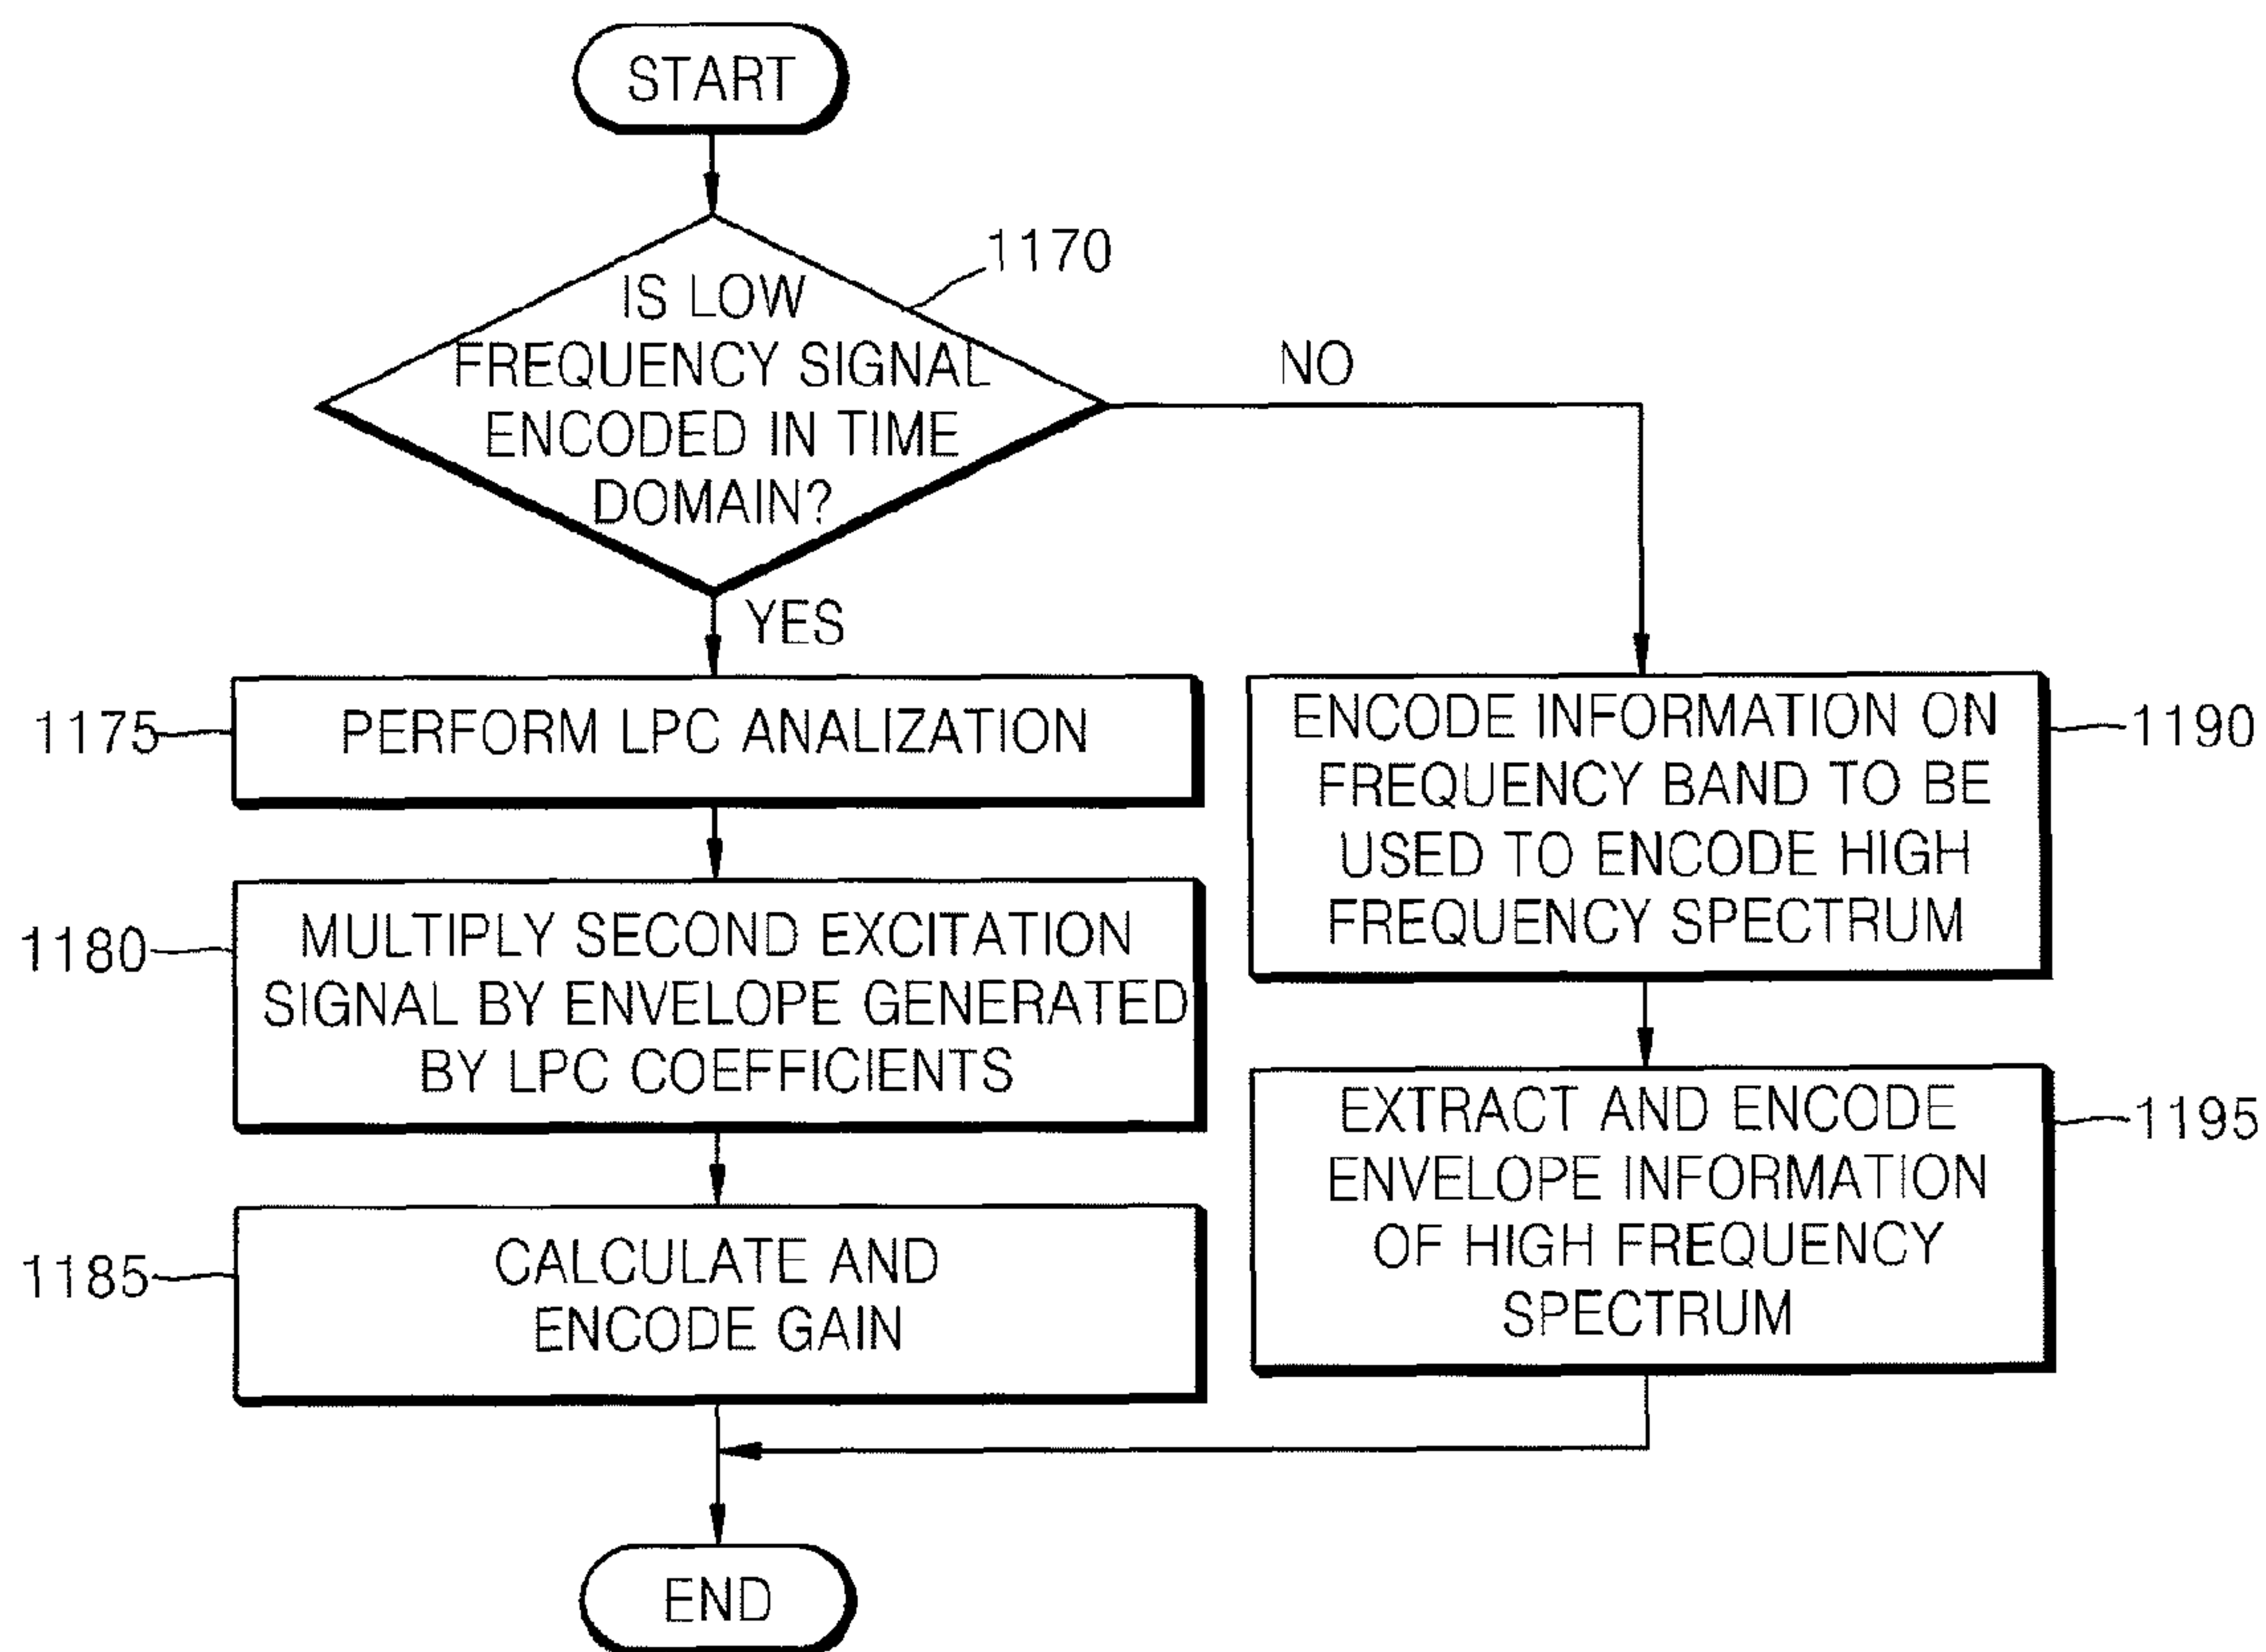 START
1170
IS LOW
FREQUENCY SIGNAL
ENCODED IN TIME
DOMAIN?
NO
YES
1175
PERFORM LPC ANALIZATION
1180
MULTIPLY SECOND EXCITATION
SIGNAL BY ENVELOPE GENERATED
BY LPC COEFFICIENTS
1185
CALCULATE AND
ENCODE GAIN
ENCODE INFORMATION ON
FREQUENCY BAND TO BE
USED TO ENCODE HIGH
FREQUENCY SPECTRUM
1190
EXTRACT AND ENCODE
ENVELOPE INFORMATION
OF HIGH FREQUENCY
SPECTRUM
1195
END